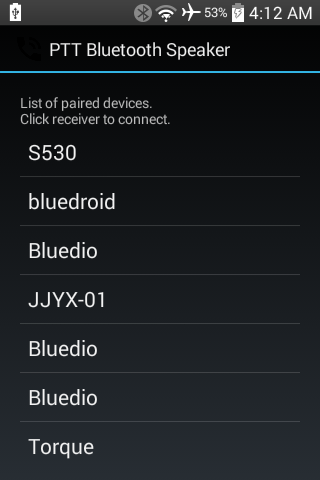 53% 4:12 AM
PTT Bluetooth Speaker
List of paired devices.
Click receiver to connect.
S530
bluedroid
Bluedio
JJYX-01
Bluedio
Bluedio
Torque